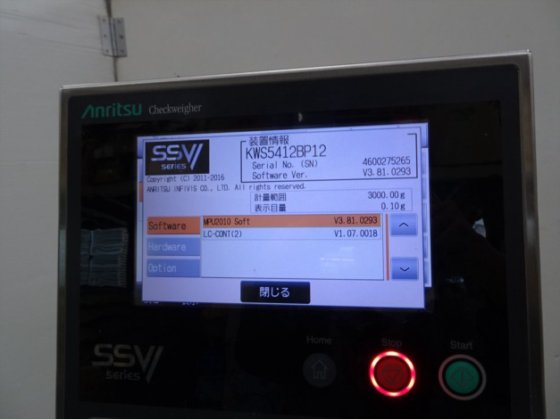 Anritsu Checkweigher
SSV
series
装置情報
KWS5412BP12
Serial No. (SN) 4600275265
Software Ver. V3.81.0293
Copyright (C) 2011-2016
ANRITSU INFIVIS CO., LTD. All rights reserved.
計量範囲 3000.00g
表示目量 0.10g
Software
MPU2010 Soft V3.81.0293
LC-CONT(2) V1.07.0018
Hardware
Option
閉じる
SSV
series
Home
Stop
Start